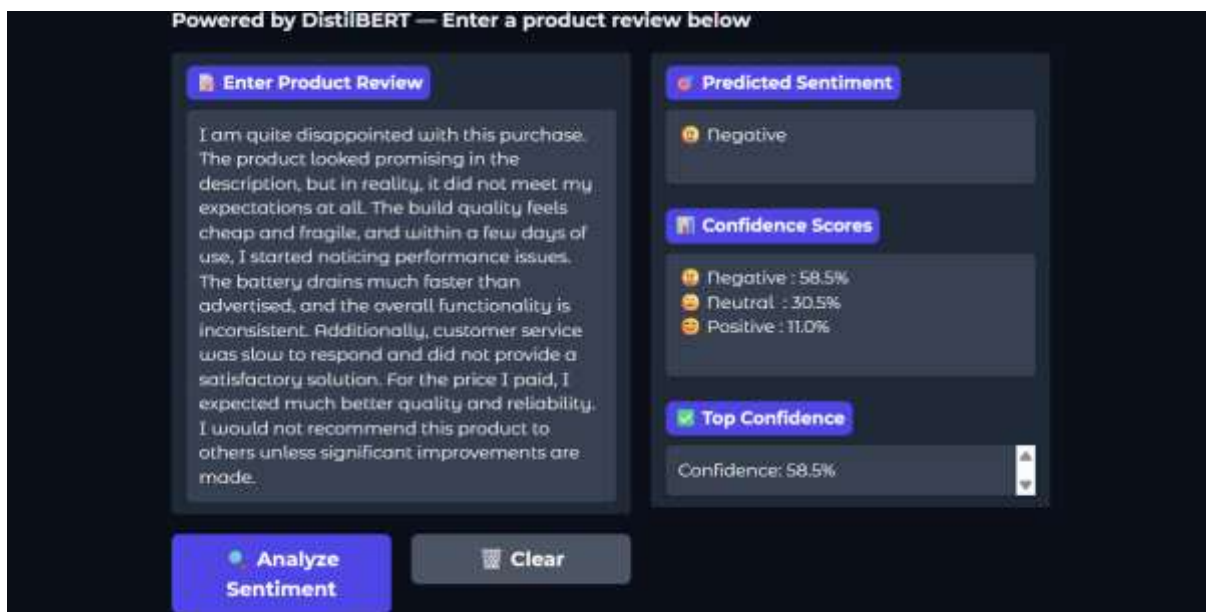 Powered by DistilBERT — Enter a product review below
Enter Product Review
I am quite disappointed with this purchase.
The product looked promising in the
description, but in reality, it did not meet my
expectations at all. The build quality feels
cheap and fragile, and within a few days of
use, I started noticing performance issues.
The battery drains much faster than
advertised, and the overall functionality is
inconsistent. Additionally, customer service
was slow to respond and did not provide a
satisfactory solution. For the price I paid, I
expected much better quality and reliability.
I would not recommend this product to
others unless significant improvements are
made.
Analyze
Sentiment
Clear
Predicted Sentiment
Negative
Confidence Scores
Negative : 58.5%
Neutral : 30.5%
Positive : 11.0%
Top Confidence
Confidence: 58.5%